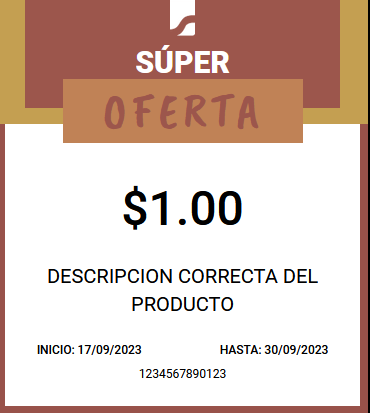 SÚPER
OFERTA
$1.00
DESCRIPCION CORRECTA DEL
PRODUCTO
INICIO: 17/09/2023 HASTA: 30/09/2023
1234567890123